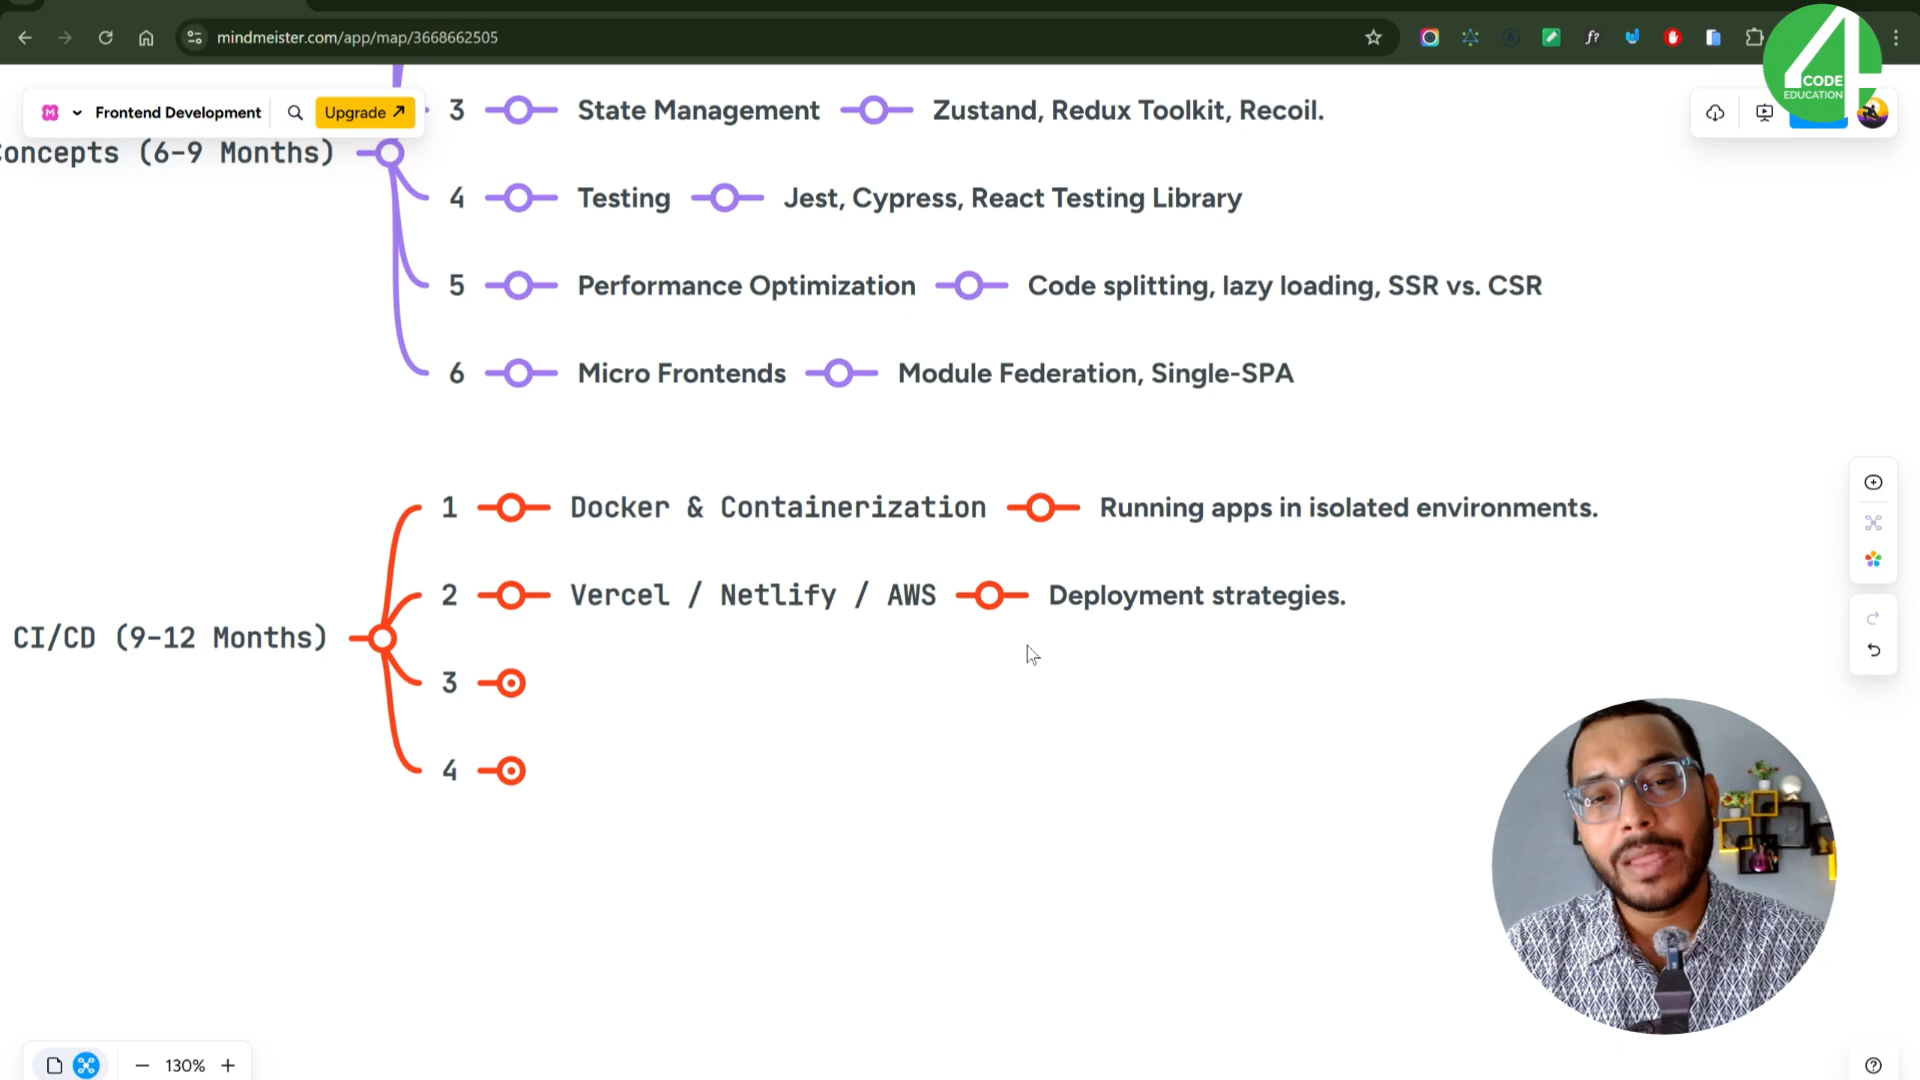 mindmeister.com/app/map/3668662505
f?
4
CODE
EDUCATION
Frontend Development
Upgrade
3 State Management Zustand, Redux Toolkit, Recoil.
Concepts (6-9 Months)
4 Testing Jest, Cypress, React Testing Library
5 Performance Optimization Code splitting, lazy loading, SSR vs. CSR
6 Micro Frontends Module Federation, Single-SPA
1 Docker & Containerization Running apps in isolated environments.
2 Vercel / Netlify / AWS Deployment strategies.
CI/CD (9-12 Months)
3
4
130%